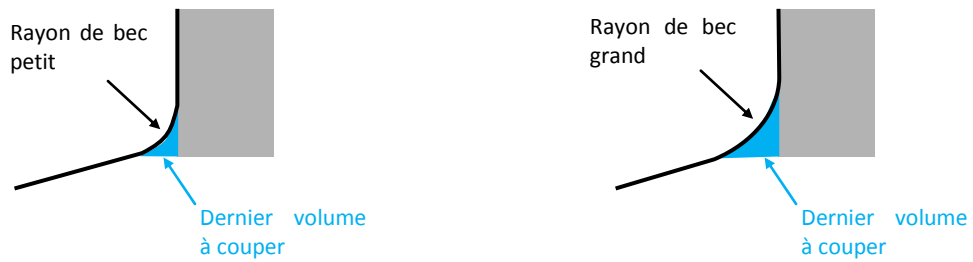 Rayon de bec
petit
Dernier volume
à couper
Rayon de bec
grand
Dernier volume
à couper